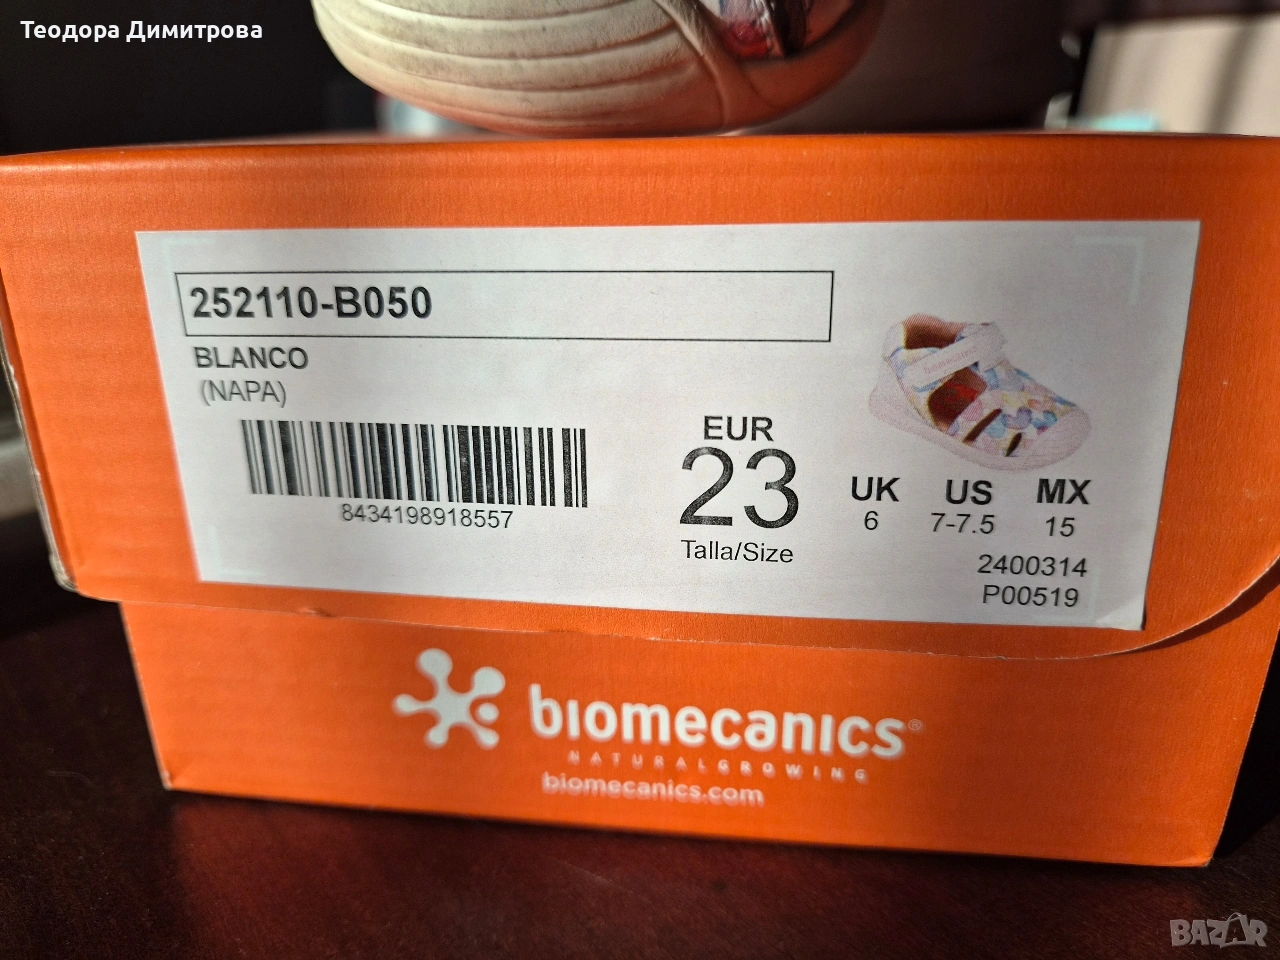 Теодора Димитрова
252110-B050
BLANCO
(NAPA)
8434198918557
EUR
23
Talla/Size
UK US MX
6 7-7.5 15
2400314
P00519
biomecanics®
NATURALGROWING
biomecanics.com
BAZAR